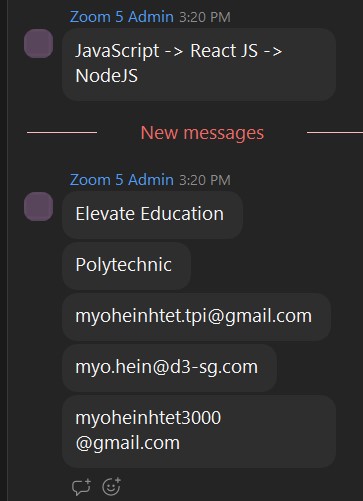 Zoom 5 Admin 3:20 PM
JavaScript -> React JS ->
NodeJS
New messages
Zoom 5 Admin 3:20 PM
Elevate Education
Polytechnic
myoheinhtet.tpi@gmail.com
myo.hein@d3-sg.com
myoheinhtet3000
@gmail.com